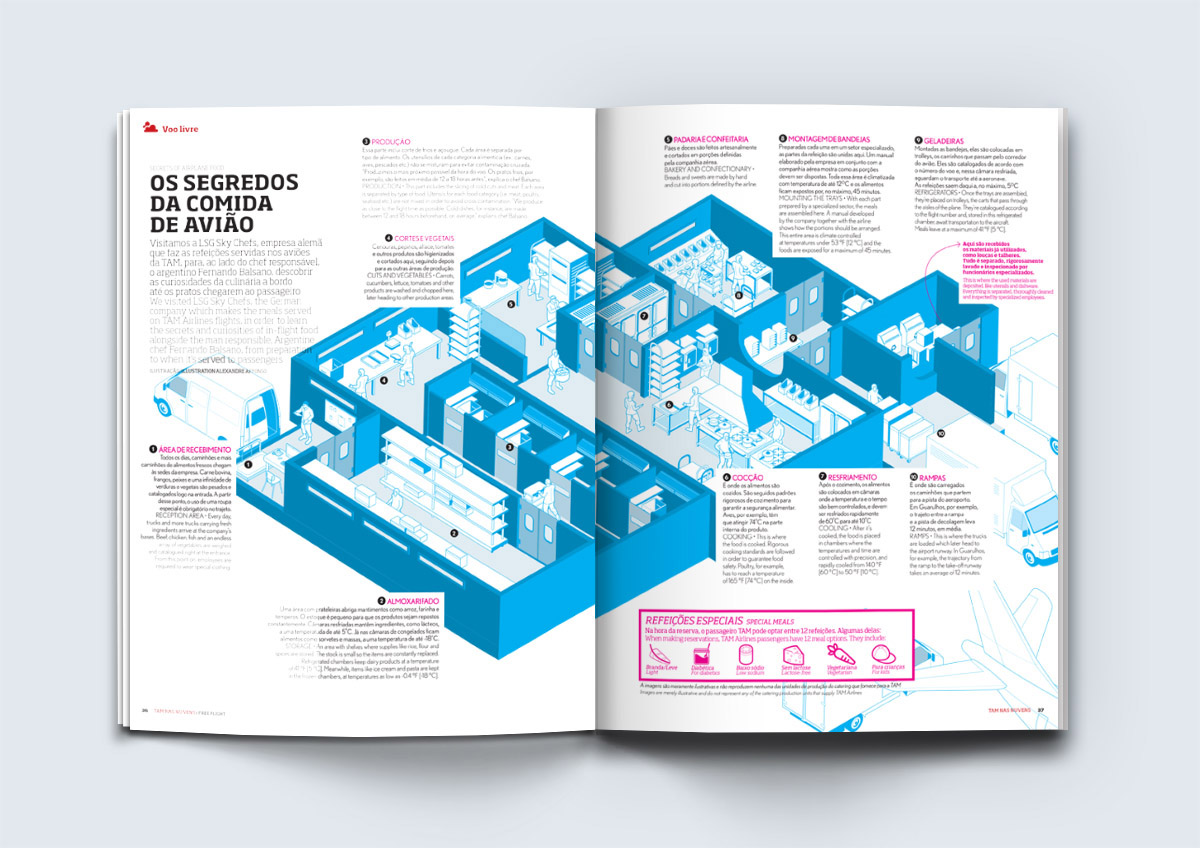 Voo livre
OS SEGREDOS
DA COMIDA
DE AVIÃO
Visitamos a LSG Sky Chefs, empresa alemã
que faz as refeições servidas nos aviões
da TAM, para, ao lado do chef responsável,
o argentino Fernando Balsano, descobrir
as curiosidades da culinária a bordo
até os pratos chegarem ao passageiro
We visited LSG Sky Chefs, the German
company which makes the meals served
on TAM Airlines flights, in order to learn
the secrets and curiosities of in-flight food
alongside the man responsible, Argentine
chef Fernando Balsano, from preparation
to when it's served to passengers
1 ÁREA DE RECEBIMENTO
Todos os dias, caminhões e mais
caminhões de alimentos frescos chegam
às sedes da empresa. Carne bovina,
frangos, peixes e uma infinidade de
verduras e vegetais são pesados e
catalogados logo na entrada. A partir
desse ponto, o uso de uma roupa
especial é obrigatório no trajeto.
RECEPTION AREA • Every day,
trucks and more trucks carrying fresh
ingredients arrive at the company's
bases. Beef, chicken, fish and an endless
array of vegetables are weighed
and catalogued right at the entrance.
From this point on, employees are
required to wear special clothing.
2 ALMOXARIFADO
Uma área com prateleiras abriga mantimentos como arroz, farinha e
temperos. O estoque é pequeno para que os produtos sejam repostos
constantemente. Câmaras resfriadas mantém ingredientes, como lácteos,
a uma temperatura de até 5°C. Já nas câmaras de congelados ficam
alimentos como sorvetes e massas, a uma temperatura de até -18°C.
STORAGE • An area with shelves where supplies like rice, flour and
spices are stored. The stock is small so the items are constantly replaced.
Refrigerated chambers keep dairy products at a temperature
of 41°F [5 °C]. Meanwhile, items like ice cream and pasta are kept
in the frozen chambers, at temperatures as low as -0.4 °F [-18 °C].
3 PRODUÇÃO
Essa parte inclui corte de frios e açougue. Cada área é separada por
tipo de alimento. Os utensílios de cada categoria alimentícia (ex: carnes,
aves, pescados etc.) não se misturam para evitar contaminação cruzada.
4 CORTES E VEGETAIS
Cenouras, pepinos, alface, tomates
e outros produtos são higienizados
e cortados aqui, seguindo depois
para as outras áreas de produção.
CUTS AND VEGETABLES • Carrots,
cucumbers, lettuce, tomatoes and other
products are washed and chopped here,
later heading to other production areas.
5 PADARIA E CONFEITARIA
Pães e doces são feitos artesanalmente
e cortados em porções definidas
pela companhia aérea.
BAKERY AND CONFECTIONARY •
Breads and sweets are made by hand
and cut into portions defined by the airline.
8 MONTAGEM DE BANDEJAS
Preparadas cada uma em um setor especializado,
as partes da refeição são unidas aqui. Um manual
elaborado pela empresa em conjunto com a
companhia aérea mostra como as porções
devem ser dispostas. Toda essa área é climatizada
com temperatura de até 12°C e os alimentos
ficam expostos por, no máximo, 45 minutos.
MOUNTING THE TRAYS • With each part
prepared by a specialized sector, the meals
are assembled here. A manual developed
by the company together with the airline
shows how the portions should be arranged.
This entire area is climate controlled
at temperatures under 53 °F [12 °C] and the
foods are exposed for a maximum of 45 minutes.
9 GELADEIRAS
Montadas as bandejas, elas são colocadas em
trolleys, os carrinhos que passam pelo corredor
do avião. Eles são catalogados de acordo com
o número do voo e, nessa câmara resfriada,
aguardam o transporte até a aeronave.
As refeições saem daqui a, no máximo, 5°C
REFRIGERATORS • Once the trays are assembled,
they're placed on trolleys, the carts that pass through
the aisles of the plane. They're catalogued according
to the flight number and, stored in this refrigerated
chamber, await transportation to the aircraft.
Meals leave at a maximum of 41°F [5 °C].
Aqui são recebidos
os materiais já utilizados,
como louças e talheres.
Tudo é separado, rigorosamente
lavado e inspecionado por
funcionários especializados.
This is where the used materials are
deposited, like utensils and dishware.
Everything is separated, thoroughly cleaned
and inspected by specialized employees.
6 COCÇÃO
É onde os alimentos são
cozidos. São seguidos padrões
rigorosos de cozimento para
garantir a segurança alimentar.
Aves, por exemplo, têm
que atingir 74°C na parte
interna do produto.
COOKING • This is where
the food is cooked. Rigorous
cooking standards are followed
in order to guarantee food
safety. Poultry, for example,
has to reach a temperature
of 165 °F [74 °C] on the inside.
7 RESFRIAMENTO
Após o cozimento, os alimentos
são colocados em câmaras
onde a temperatura e o tempo
são bem controlados, e devem
ser resfriados rapidamente
de 60°C para até 10°C
COOLING • After it's
cooked, the food is placed
in chambers where the
temperatures and time are
controlled with precision, and
rapidly cooled from 140 °F
[60 °C] to 50 °F [10 °C].
10 RAMPAS
É onde são carregados
os caminhões que partem
para a pista do aeroporto.
Em Guarulhos, por exemplo,
o trajeto entre a rampa
e a pista de decolagem leva
12 minutos, em média
RAMPS • This is where the trucks
are loaded which later head to
the airport runway. In Guarulhos,
for example, the trajectory from
the ramp to the take-off runway
takes an average of 12 minutes.
REFEIÇÕES ESPECIAIS SPECIAL MEALS
Na hora da reserva, o passageiro TAM pode optar entre 12 refeições. Algumas delas:
When making reservations, TAM Airlines passengers have 12 meal options. They include:
Branda/Leve
Light
Diabética
For diabetics
Baixo sódio
Low sodium
Sem lactose
Lactose free
Vegetariana
Vegetarian
Para crianças
For kids
A imagens são meramente ilustrativas e não reproduzem nenhuma das unidades de produção do catering que fornece para a TAM
Images are merely illustrative and do not represent any of the catering production units that supply TAM Airlines
TAM NAS NUVENS 37